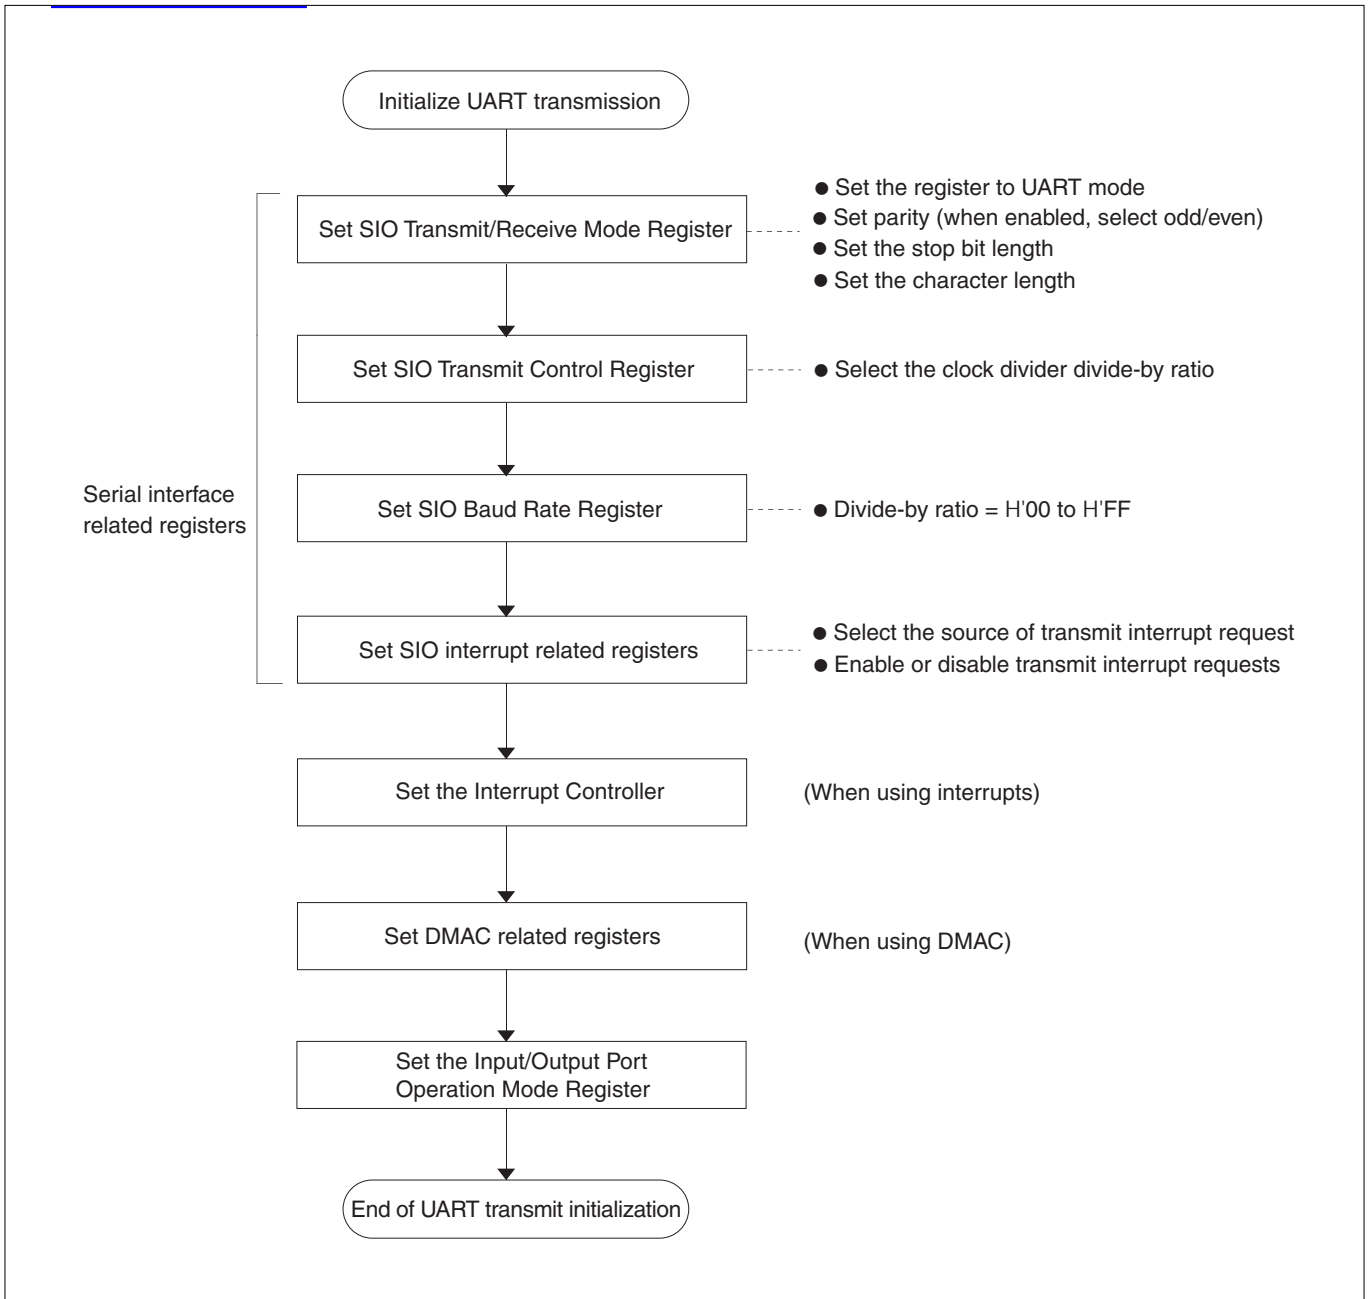 Initialize UART transmission
Set SIO Transmit/Receive Mode Register
● Set the register to UART mode
● Set parity (when enabled, select odd/even)
● Set the stop bit length
● Set the character length
Set SIO Transmit Control Register
● Select the clock divider divide-by ratio
Serial interface
related registers
Set SIO Baud Rate Register
● Divide-by ratio = H'00 to H'FF
Set SIO interrupt related registers
● Select the source of transmit interrupt request
● Enable or disable transmit interrupt requests
Set the Interrupt Controller
(When using interrupts)
Set DMAC related registers
(When using DMAC)
Set the Input/Output Port
Operation Mode Register
End of UART transmit initialization